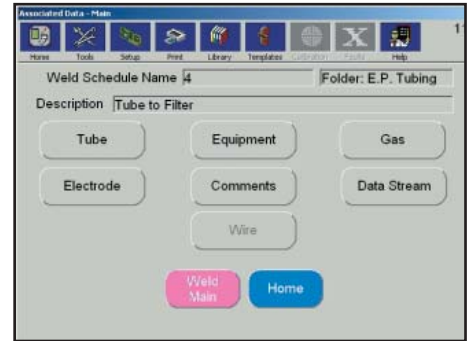 Associated Data - Main
Home Tools Setup Print Library Templates Calibration Faults Help
Weld Schedule Name 4 Folder: E.P. Tubing
Description Tube to Filter
Tube Equipment Gas
Electrode Comments Data Stream
Wire
Weld Main Home